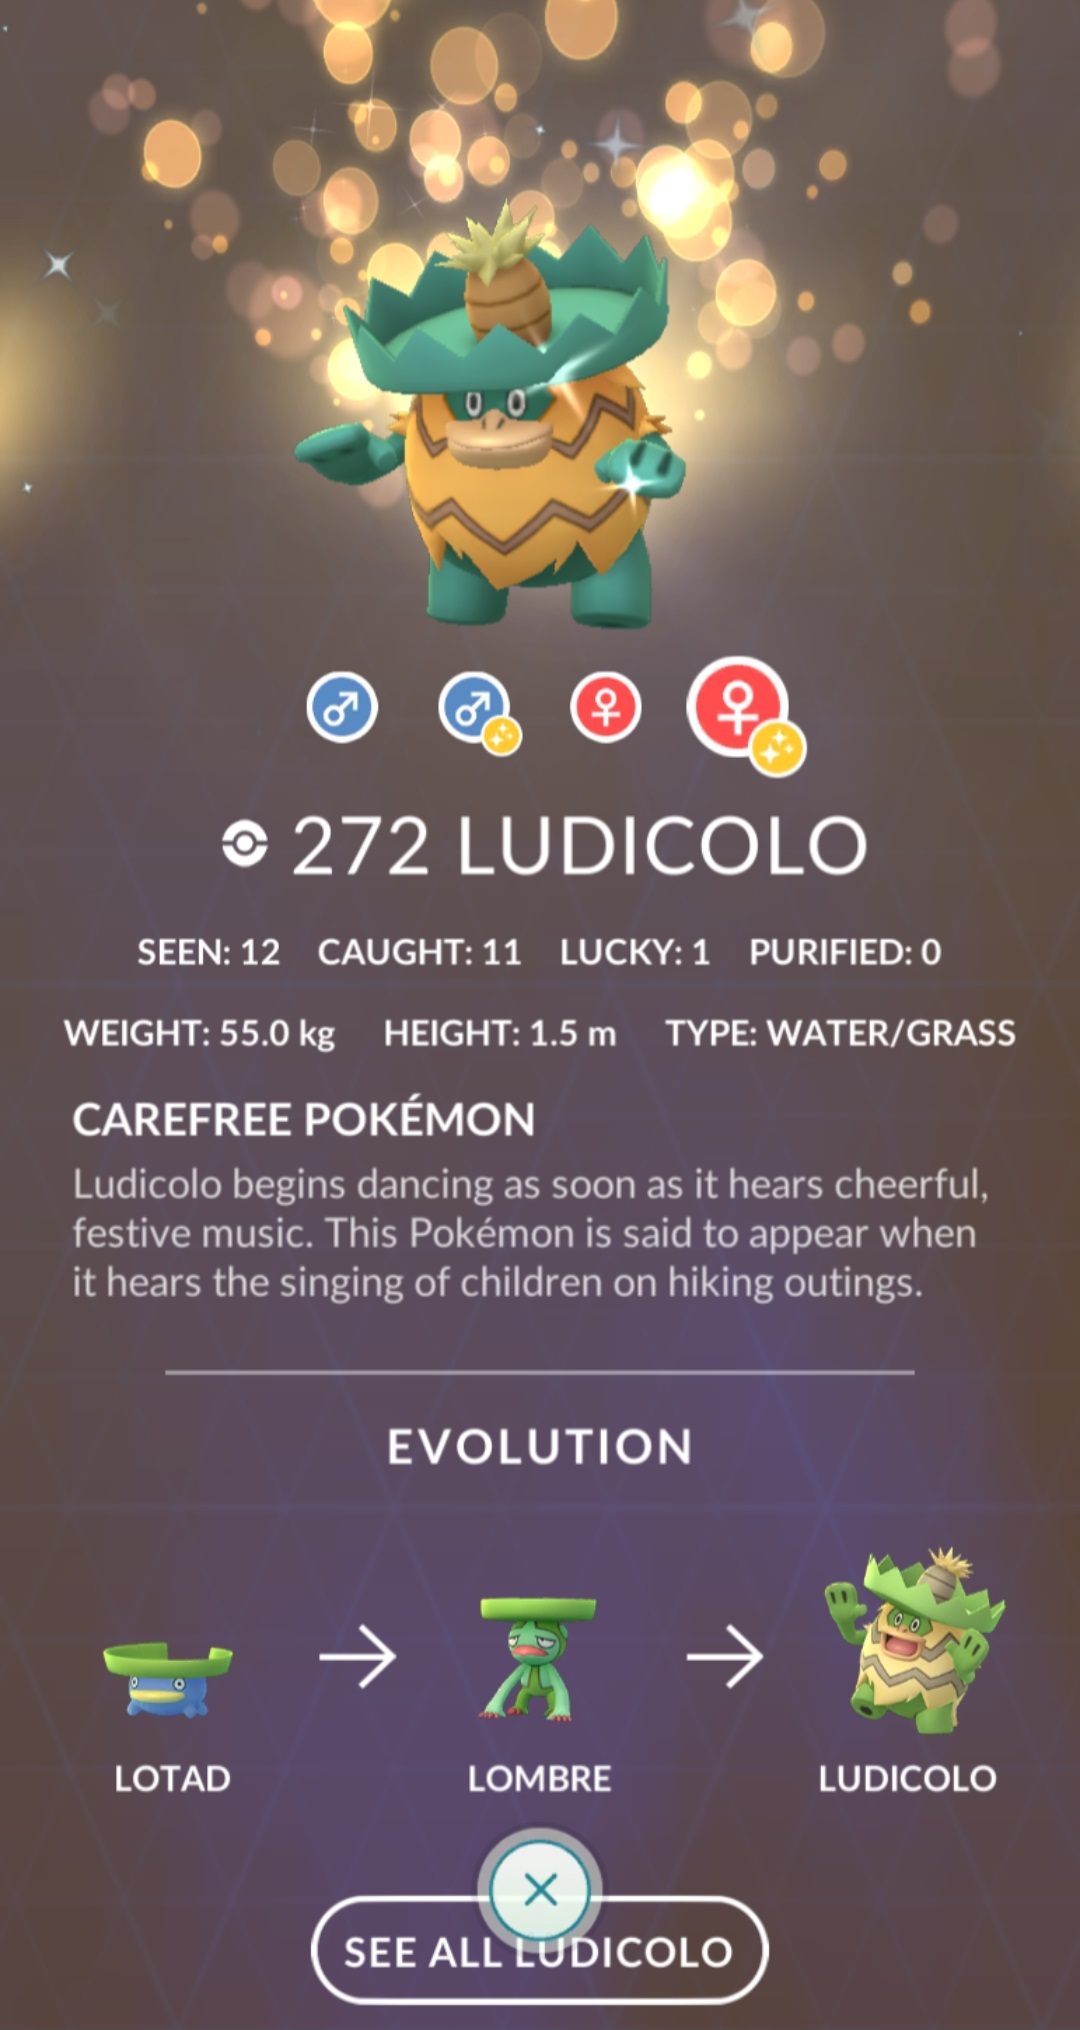 272 LUDICOLO
SEEN: 12 CAUGHT: 11 LUCKY: 1 PURIFIED: 0
WEIGHT: 55.0 kg HEIGHT: 1.5 m TYPE: WATER/GRASS
CAREFREE POKÉMON
Ludicolo begins dancing as soon as it hears cheerful,
festive music. This Pokémon is said to appear when
it hears the singing of children on hiking outings.
EVOLUTION
LOTAD LOMBRE LUDICOLO
SEE ALL LUDICOLO